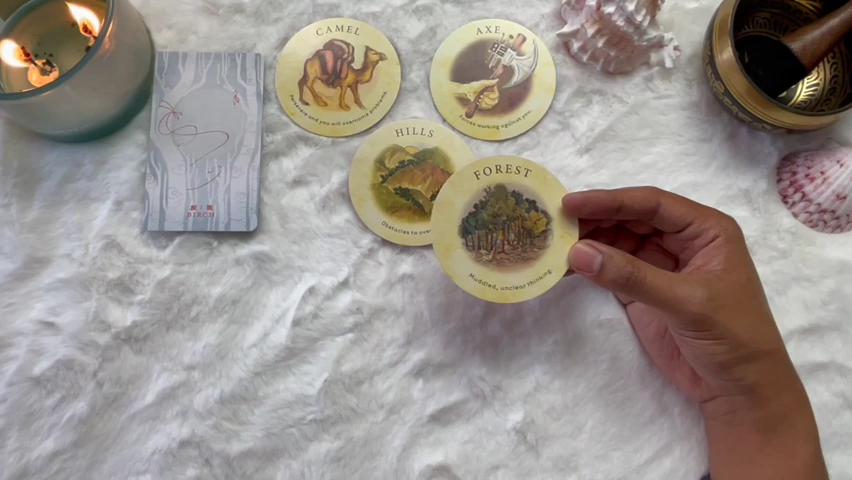 CAMEL
Persevere and you will overcome problems.
AXE
Forces working against you.
HILLS
Obstacles to
FOREST
Muddled, unclear thinking.
BIRCH